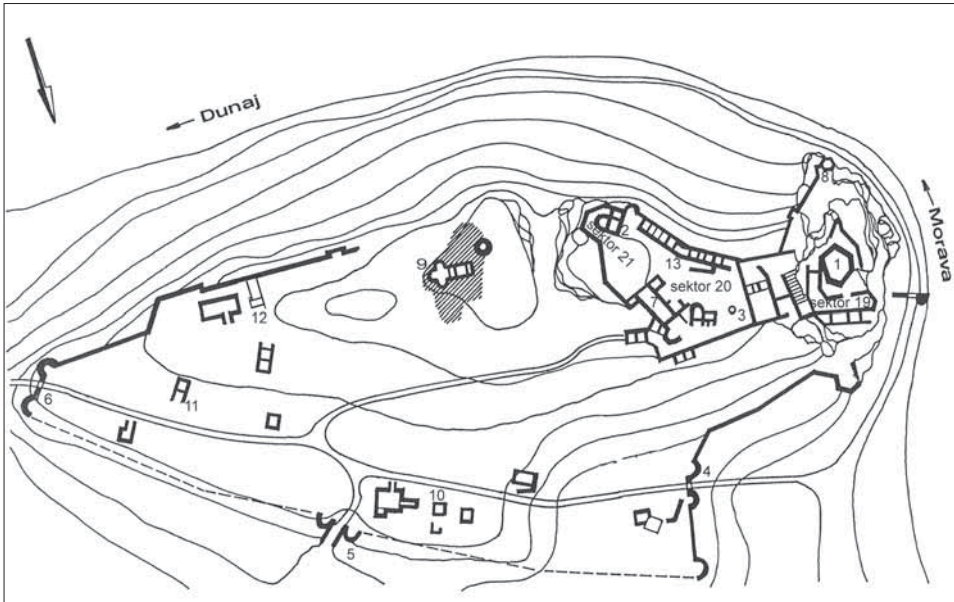 ← Dunaj
← Morava
8
1
2
sektor 21
13
sektor 20
7
3
sektor 19
9
12
6
11
4
10
5